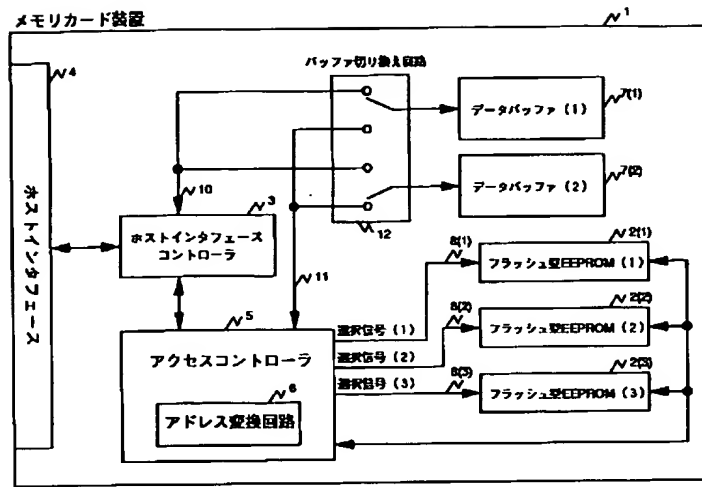 メモリカード装置
1
4
バッファ切り換え回路
データバッファ (1)
7(1)
データバッファ (2)
7(2)
12
10
3
ホストインタフェース
ホストインタフェース
コントローラ
11
5
アクセスコントローラ
6
アドレス変換回路
選択信号 (1)
選択信号 (2)
選択信号 (3)
8(1)
8(2)
8(3)
フラッシュ型EEPROM (1)
2(1)
フラッシュ型EEPROM (2)
2(2)
フラッシュ型EEPROM (3)
2(3)